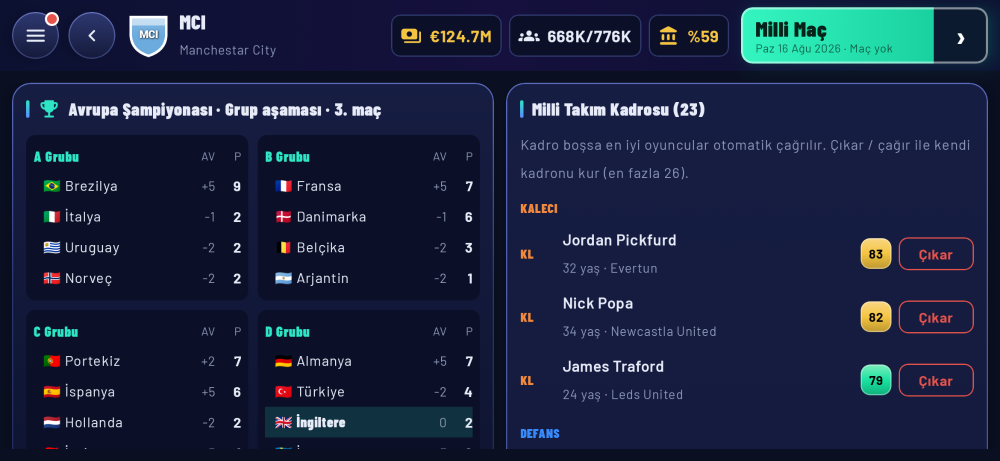 MCI
MCI
Manchestar City
€124.7M
668K/776K
%59
Milli Maç
Paz 16 Ağu 2026 · Maç yok
Avrupa Şampiyonası · Grup aşaması · 3. maç
A Grubu AV P
Brezilya +5 9
İtalya -1 2
Uruguay -2 2
Norveç -2 2
B Grubu AV P
Fransa +5 7
Danimarka -1 6
Belçika -2 3
Arjantin -2 1
C Grubu AV P
Portekiz +2 7
İspanya +5 6
Hollanda -2 2
D Grubu AV P
Almanya +5 7
Türkiye -2 4
İngiltere 0 2
Milli Takım Kadrosu (23)
Kadro boşsa en iyi oyuncular otomatik çağrılır. Çıkar / çağır ile kendi
kadronu kur (en fazla 26).
KALECI
KL Jordan Pickfurd 83 Çıkar
32 yaş · Evertun
KL Nick Popa 82 Çıkar
34 yaş · Newcastla United
KL James Traford 79 Çıkar
24 yaş · Leds United
DEFANS